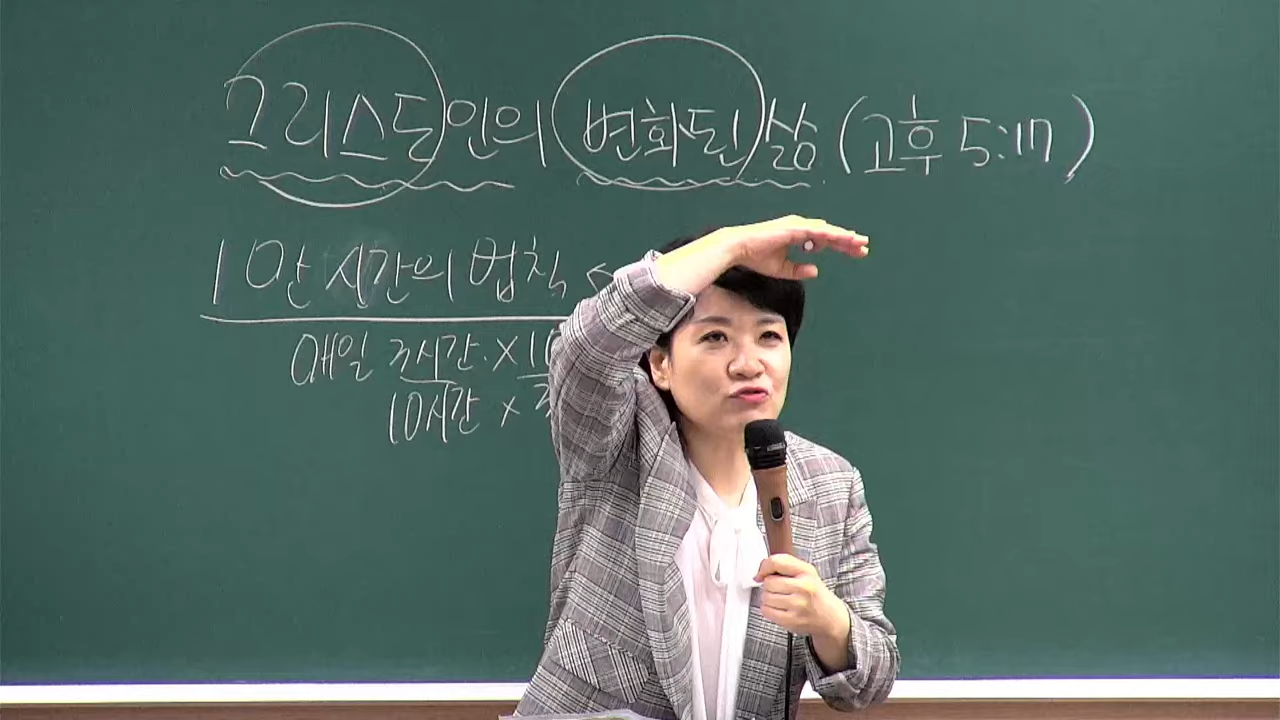 그리스도인의 변화된 삶 (고후 5:17)
1만 시간의 법칙 ←
매일 3시간 × 10
10시간 ×